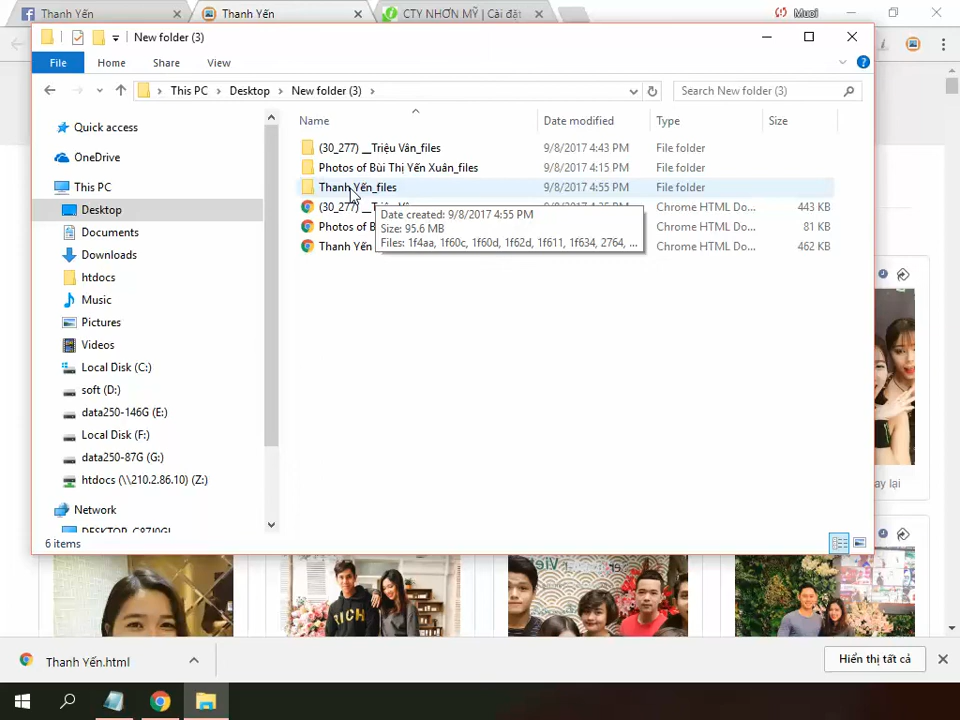 Thanh Yến
Thanh Yến
CTY NHƠN MỸ | Cài đặt
Muoi
New folder (3)
File
Home
Share
View
This PC
Desktop
New folder (3)
Search New folder (3)
Name
Date modified
Type
Size
Quick access
OneDrive
This PC
Desktop
Documents
Downloads
htdocs
Music
Pictures
Videos
Local Disk (C:)
soft (D:)
data250-146G (E:)
Local Disk (F:)
data250-87G (G:)
htdocs (\\210.2.86.10) (Z:)
Network
(30_277) __Triệu Vân_files 9/8/2017 4:43 PM File folder
Photos of Bùi Thị Yến Xuân_files 9/8/2017 4:15 PM File folder
Thanh Yến_files 9/8/2017 4:55 PM File folder
(30_277) Chrome HTML Do... 443 KB
Photos of B Chrome HTML Do... 81 KB
Thanh Yến Chrome HTML Do... 462 KB
Date created: 9/8/2017 4:55 PM
Size: 95.6 MB
Files: 1f4aa, 1f60c, 1f60d, 1f62d, 1f611, 1f634, 2764, ...
ay lại
6 items
Thanh Yến.html
Hiển thị tất cả